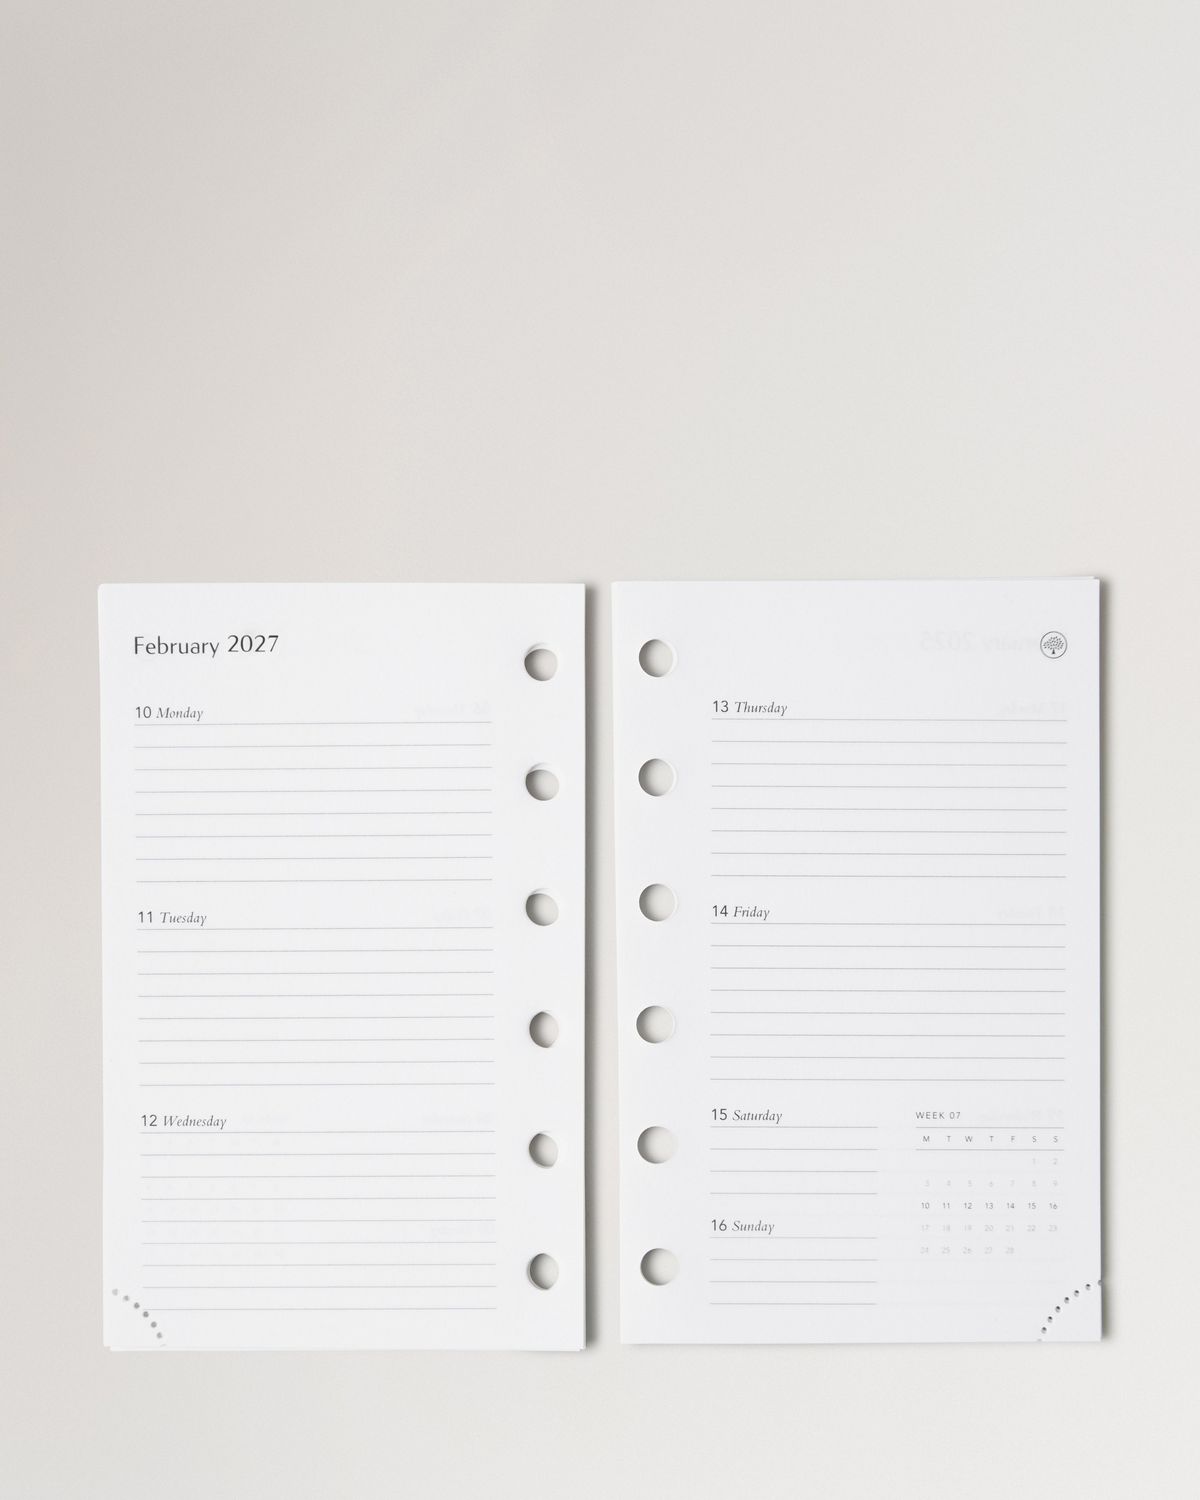 February 2027
10 Monday
11 Tuesday
12 Wednesday
13 Thursday
14 Friday
15 Saturday
WEEK 07
M T W T F S S
1 2
3 4 5 6 7 8 9
10 11 12 13 14 15 16
17 18 19 20 21 22 23
24 25 26 27 28
16 Sunday